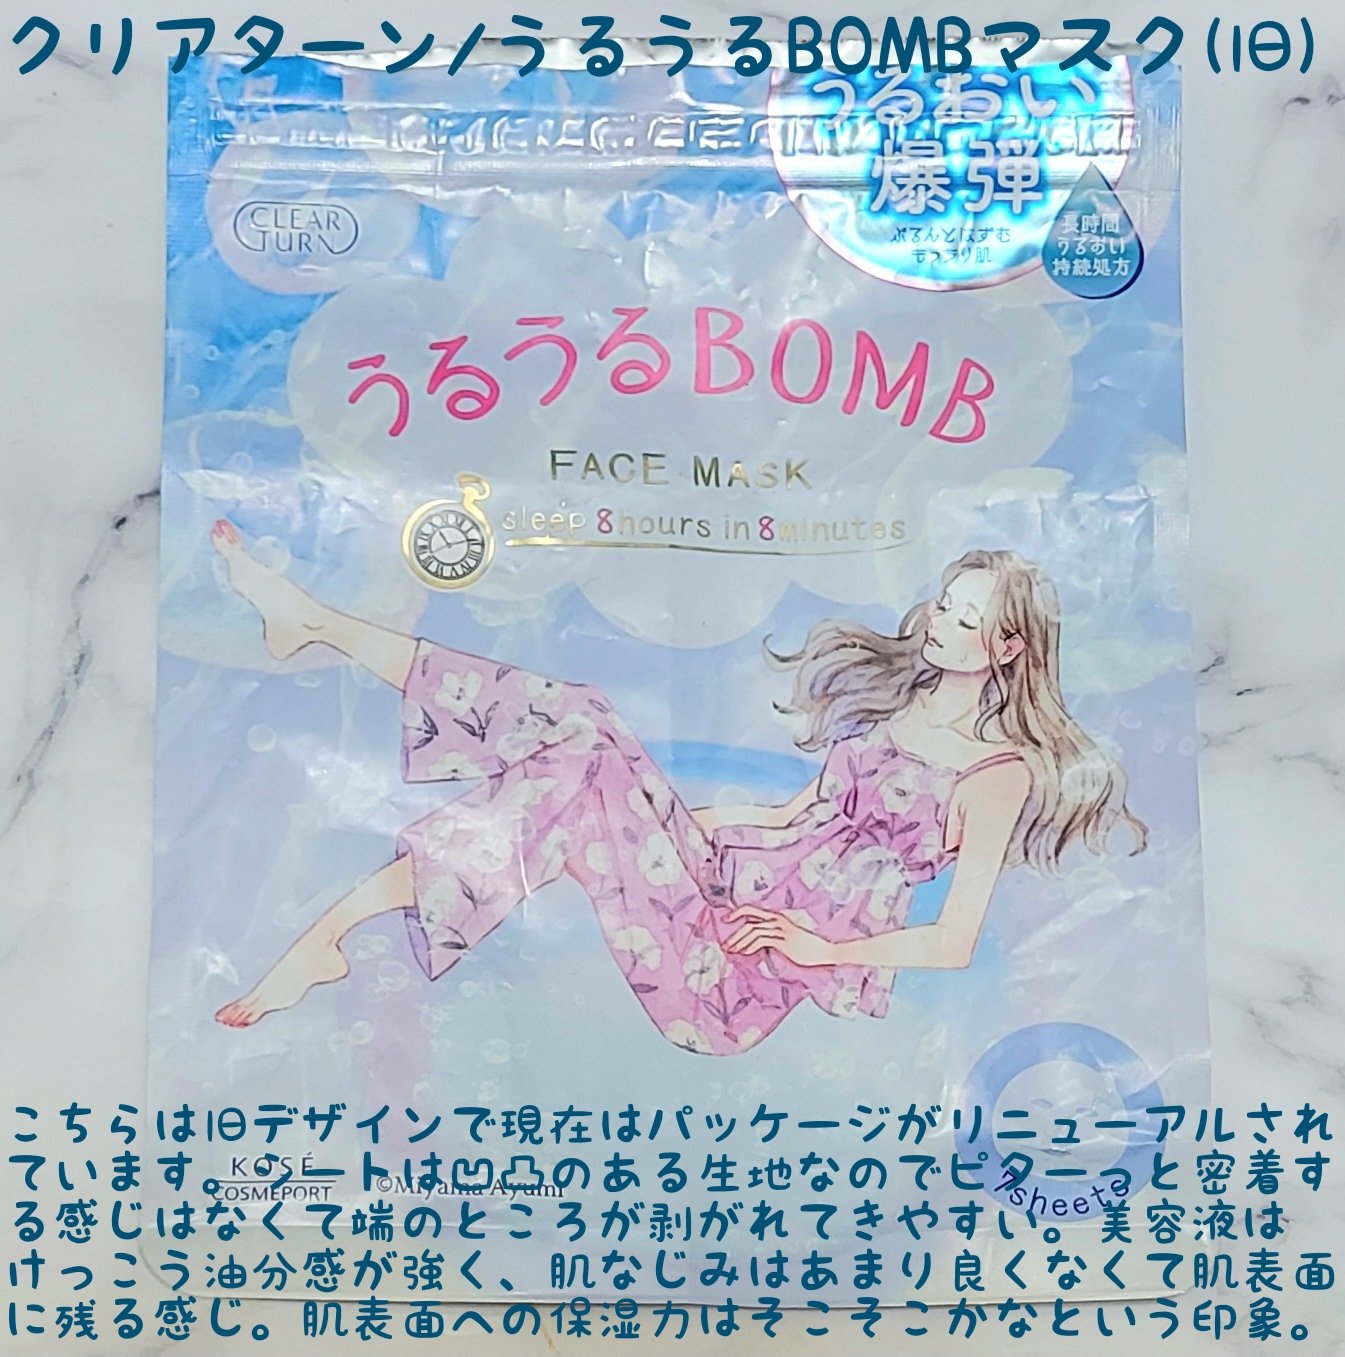 クリアターン/うるうるBOMBマスク(旧)
うるおい
爆弾
ぷるんとはずむ
もっちり肌
長時間
うるおい
持続処方
CLEAR
TURN
うるうるBOMB
FACE MASK
sleep 8hours in 8minutes
7sheets
KOSÉ
COSMEPORT
©Miyama Ayumi
こちらは旧デザインで現在はパッケージがリニューアルされ
ています。シートは凹凸のある生地なのでピターっと密着す
る感じはなくて端のところが剥がれてきやすい。美容液は
けっこう油分感が強く、肌なじみはあまり良くなくて肌表面
に残る感じ。肌表面への保湿力はそこそこかなという印象。